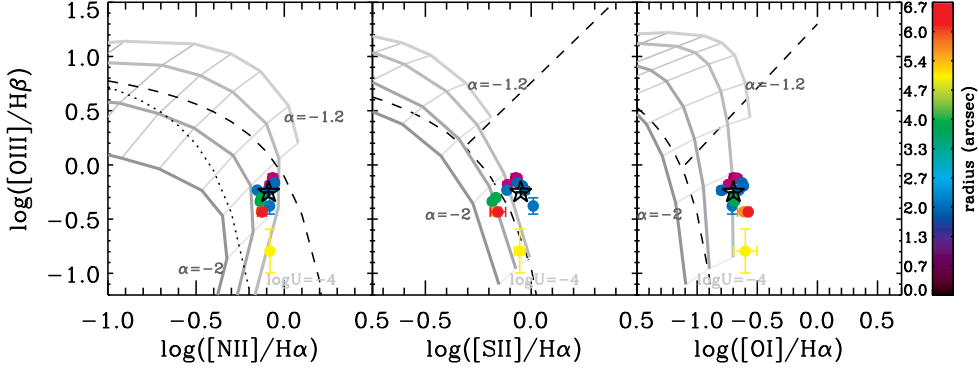 1.5
1.0
0.5
0.0
−0.5
−1.0
log([OIII]/Hβ)
α=−1.2
α=−2
logU=−4
α=−1.2
α=−2
logU=−4
α=−1.2
α=−2
logU=−4
−1.0 −0.5 0.0 0.5 −0.5 0.0 0.5 −1.0 −0.5 0.0 0.5
log([NII]/Hα) log([SII]/Hα) log([OI]/Hα)
6.7
6.0
5.4
4.7
4.0
3.4
2.7
2.0
1.3
0.7
0.0
radius (arcsec)